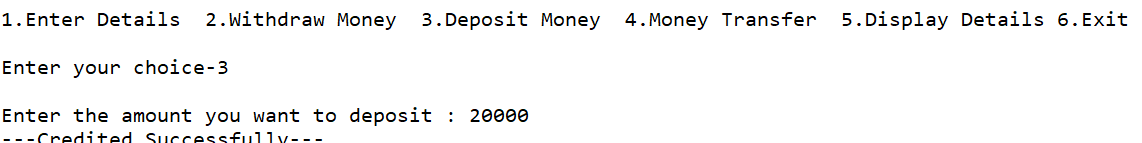 1.Enter Details  2.Withdraw Money  3.Deposit Money  4.Money Transfer  5.Display Details 6.Exit
Enter your choice-3
Enter the amount you want to deposit : 20000
---Credited Successfully---